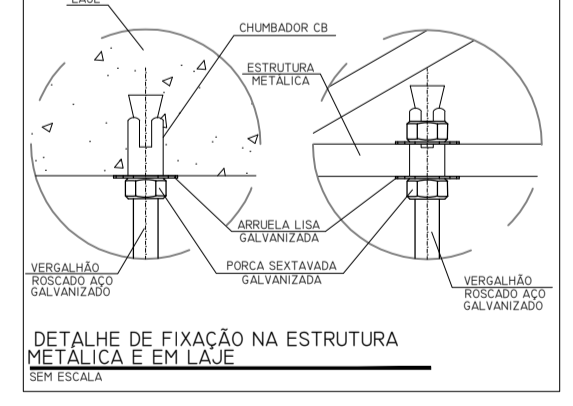 LAJE
CHUMBADOR CB
ESTRUTURA
METÁLICA
ARRUELA LISA
GALVANIZADA
PORCA SEXTAVADA
GALVANIZADA
VERGALHÃO
ROSCADO AÇO
GALVANIZADO
VERGALHÃO
ROSCADO AÇO
GALVANIZADO
DETALHE DE FIXAÇÃO NA ESTRUTURA
METÁLICA E EM LAJE
SEM ESCALA